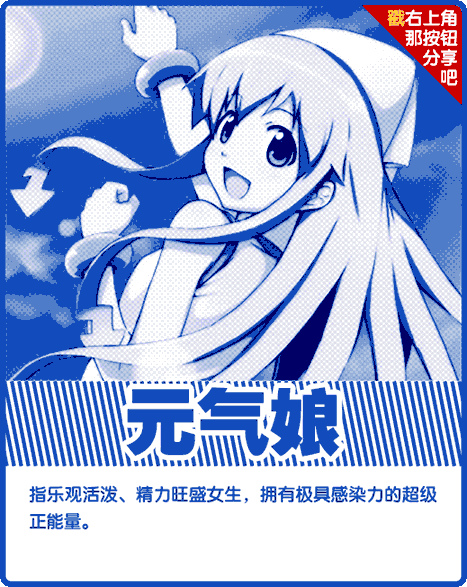 戳右上角
那按钮
分享
吧
元气娘
指乐观活泼、精力旺盛女生，拥有极具感染力的超级
正能量。